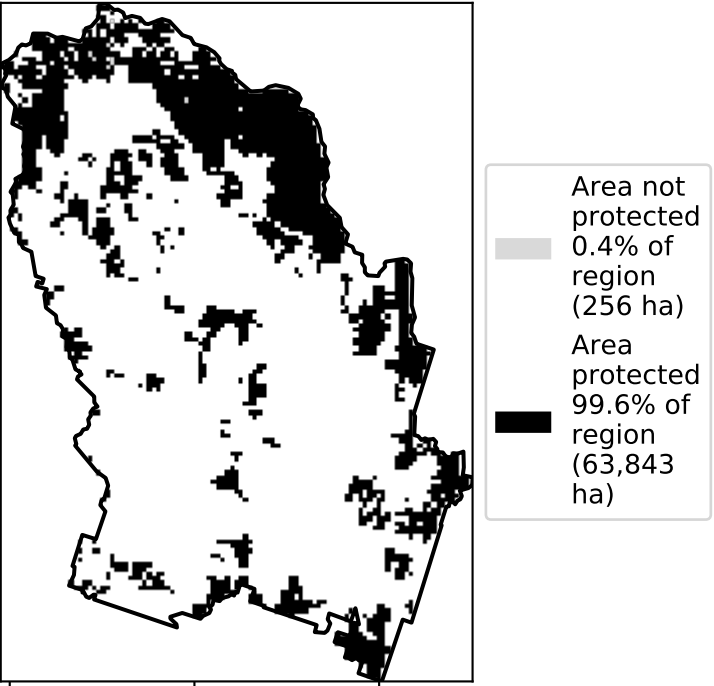 Area not
protected
0.4% of
region
(256 ha)
Area
protected
99.6% of
region
(63,843
ha)